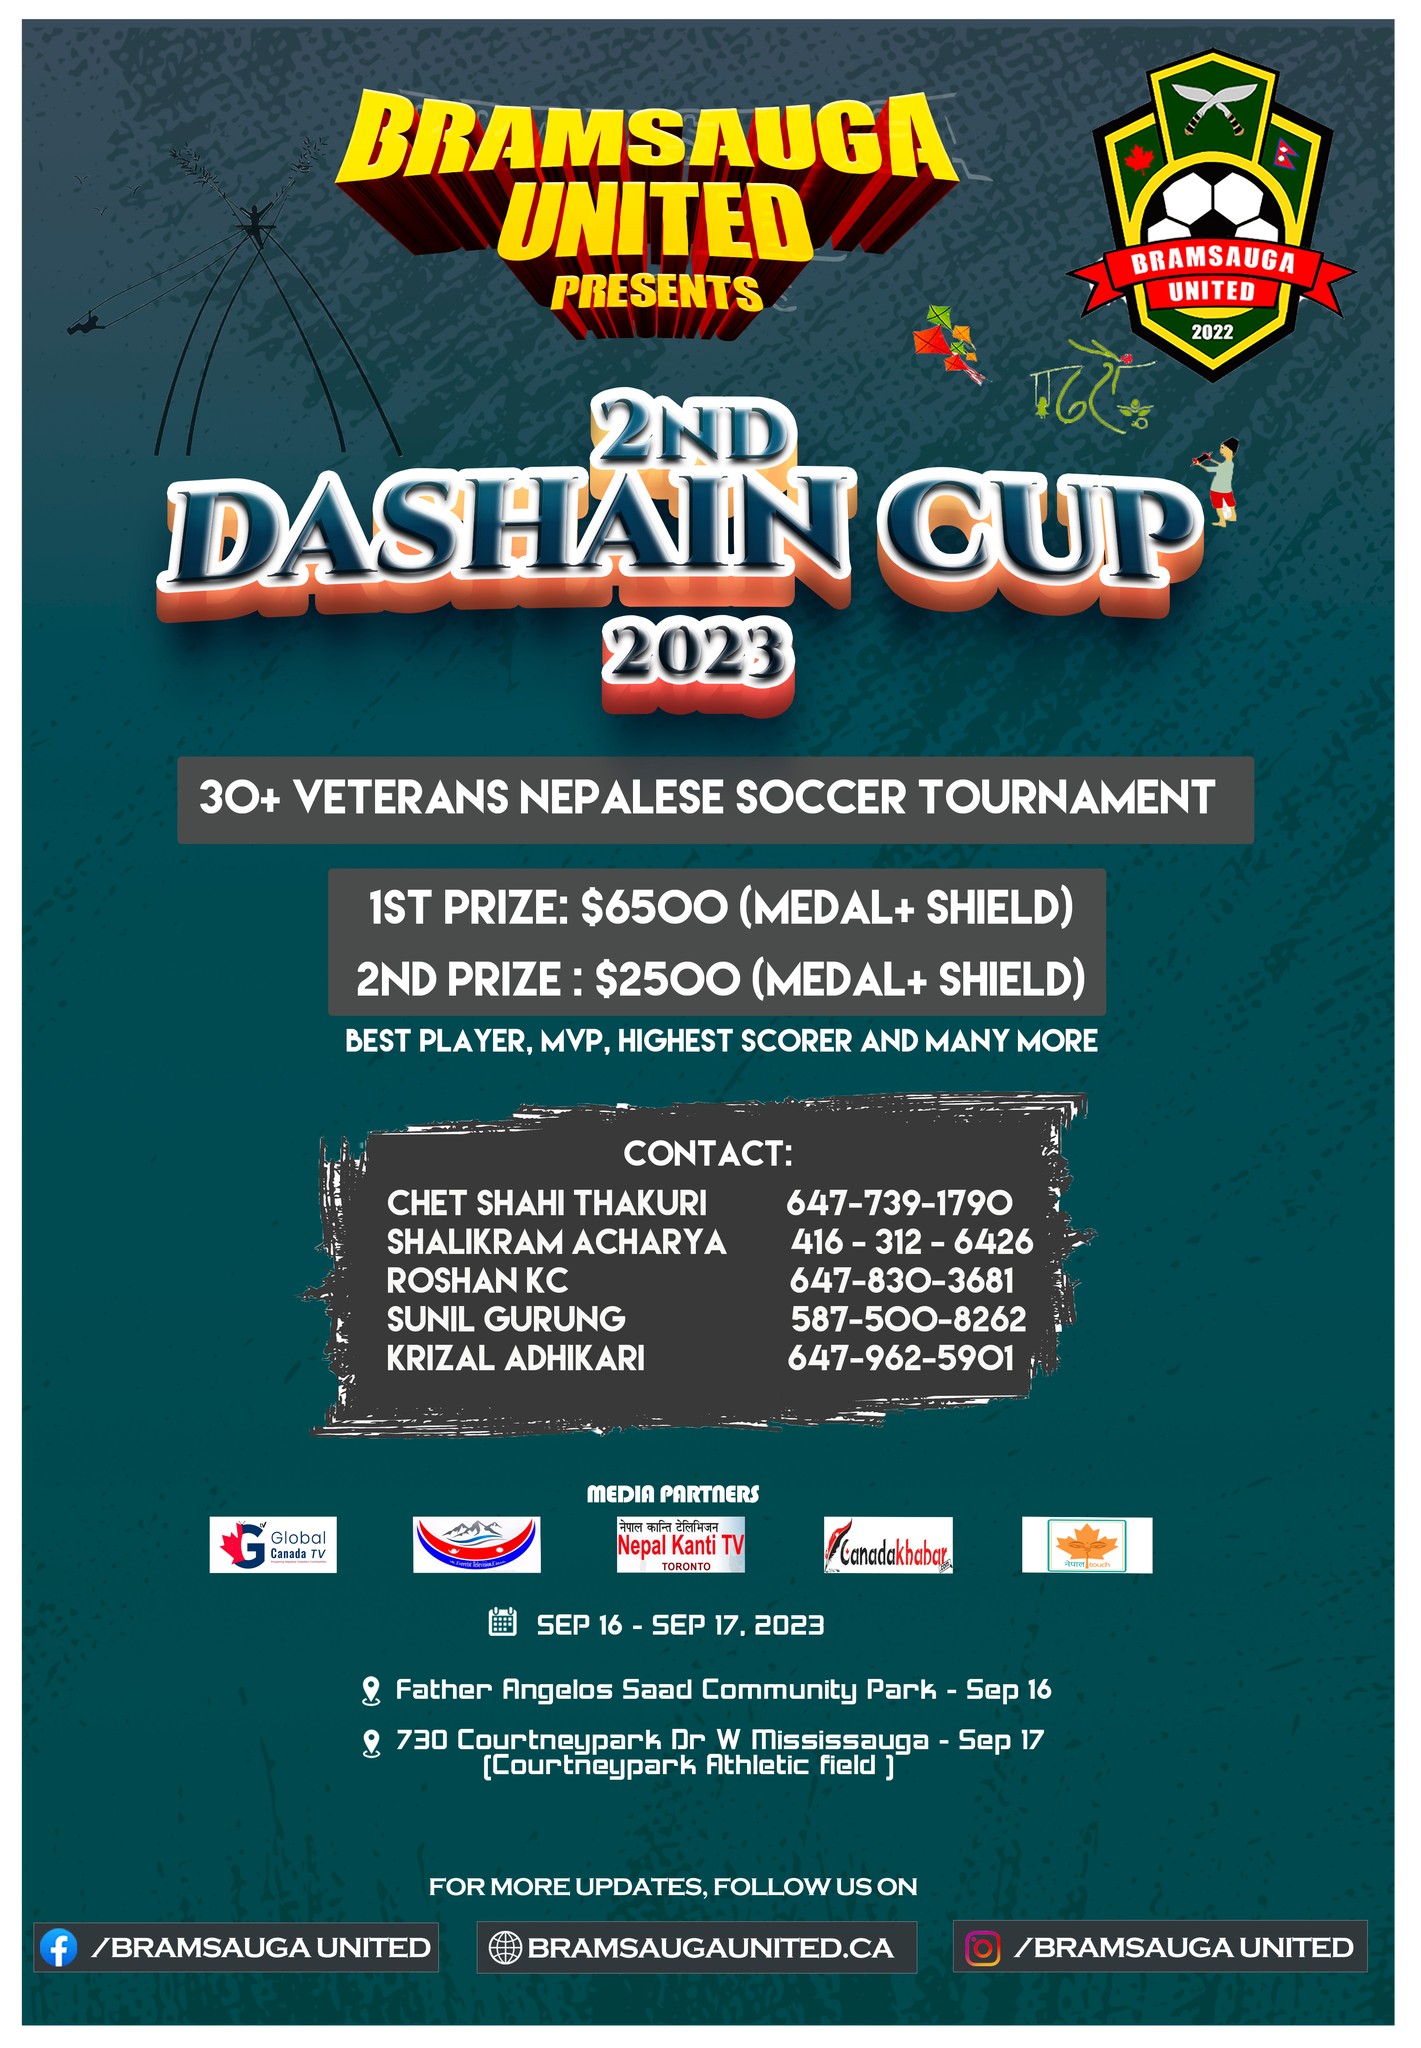 BRAMSAUGA
UNITED
PRESENTS
BRAMSAUGA
UNITED
2022
2ND
DASHAIN CUP
2023
30+ VETERANS NEPALESE SOCCER TOURNAMENT
1ST PRIZE: $6500 (MEDAL+ SHIELD)
2ND PRIZE : $2500 (MEDAL+ SHIELD)
BEST PLAYER, MVP, HIGHEST SCORER AND MANY MORE
CONTACT:
CHET SHAHI THAKURI 647-739-1790
SHALIKRAM ACHARYA 416 - 312 - 6426
ROSHAN KC 647-830-3681
SUNIL GURUNG 587-500-8262
KRIZAL ADHIKARI 647-962-5901
MEDIA PARTNERS
Global
Canada TV
नेपाल कान्ति टेलिभिजन
Nepal Kanti TV
TORONTO
Canadakhabar
नेपाल touch
SEP 16 - SEP 17, 2023
Father Angelos Saad Community Park - Sep 16
730 Courtneypark Dr W Mississauga - Sep 17
(Courtneypark Athletic field )
FOR MORE UPDATES, FOLLOW US ON
/BRAMSAUGA UNITED
BRAMSAUGAUNITED.CA
/BRAMSAUGA UNITED